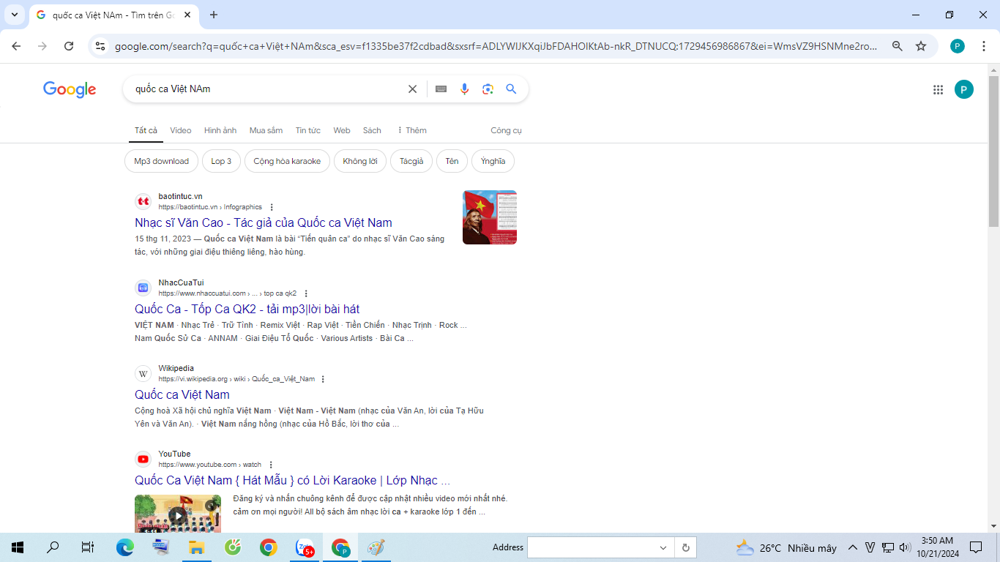 quốc ca Việt NAm - Tìm trên Go
google.com/search?q=quốc+ca+Việt+NAm&sca_esv=f1335be37f2cdbad&sxsrf=ADLYWIJKXqiJbFDAHOIKtAb-nkR_DTNUCQ:1729456986867&ei=WmsVZ9HSNMne2ro...
P
Google
quốc ca Việt NAm
P
Tất cả
Video
Hình ảnh
Mua sắm
Tin tức
Web
Sách
Thêm
Công cụ
Mp3 download
Lop 3
Cộng hòa karaoke
Không lời
Tácgiả
Tên
Ýnghĩa
baotintuc.vn
https://baotintuc.vn › Infographics
Nhạc sĩ Văn Cao - Tác giả của Quốc ca Việt Nam
15 thg 11, 2023 — Quốc ca Việt Nam là bài “Tiến quân ca” do nhạc sĩ Văn Cao sáng
tác, với những giai điệu thiêng liêng, hào hùng.
NhacCuaTui
https://www.nhaccuatui.com › ... › top ca qk2
Quốc Ca - Tốp Ca QK2 - tải mp3|lời bài hát
VIỆT NAM · Nhạc Trẻ · Trữ Tình · Remix Việt · Rap Việt · Tiền Chiến · Nhạc Trịnh · Rock ...
Nam Quốc Sử Ca · ANNAM · Giai Điệu Tổ Quốc · Various Artists · Bài Ca ...
W
Wikipedia
https://vi.wikipedia.org › wiki › Quốc_ca_Việt_Nam
Quốc ca Việt Nam
Cộng hoà Xã hội chủ nghĩa Việt Nam · Việt Nam - Việt Nam (nhạc của Văn An, lời của Tạ Hữu
Yên và Văn An). · Việt Nam nắng hồng (nhạc của Hồ Bắc, lời thơ của ...
YouTube
https://www.youtube.com › watch
Quốc Ca Việt Nam { Hát Mẫu } có Lời Karaoke | Lớp Nhạc ...
Đăng ký và nhấn chuông kênh để được cập nhật nhiều video mới nhất nhé.
cảm ơn mọi người! All bộ sách âm nhạc lời ca + karaoke lớp 1 đến ...
1:11
Zalo
5+
P
Address
26°C Nhiều mây
V
3:50 AM
10/21/2024